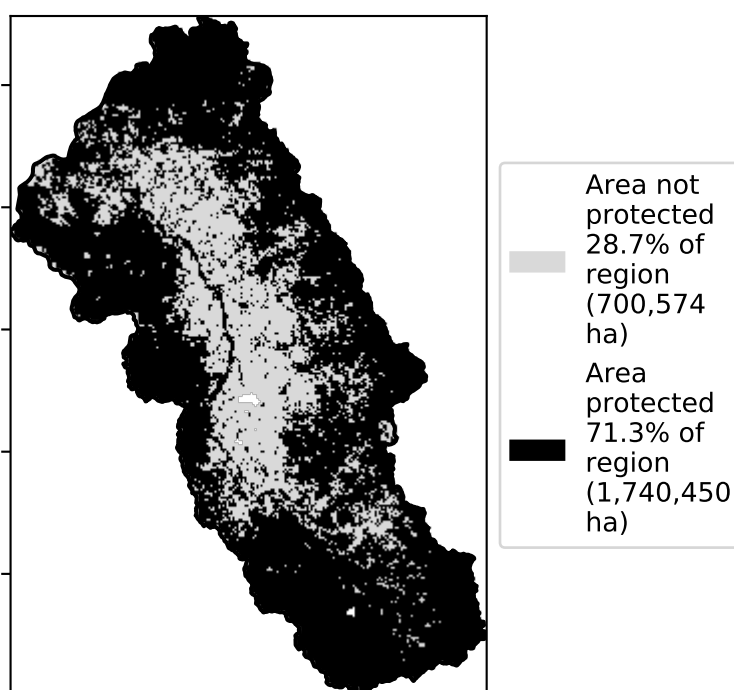 Area not
protected
28.7% of
region
(700,574
ha)
Area
protected
71.3% of
region
(1,740,450
ha)